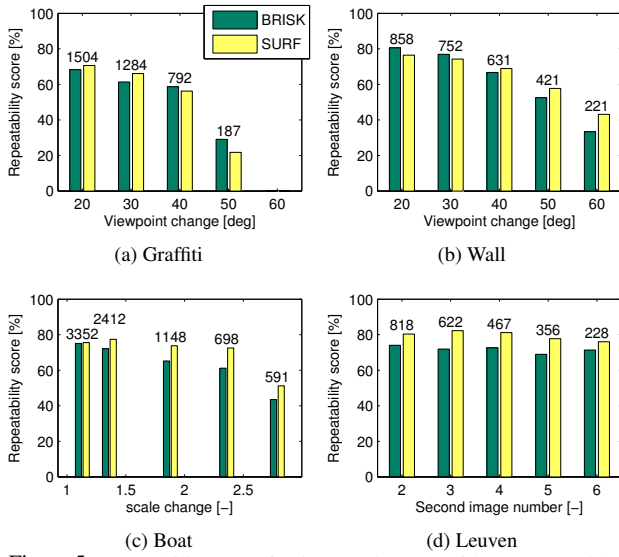 BRISK
SURF
100
80
60
40
20
0
Repeatability score [%]
1504
1284
792
187
20 30 40 50 60
Viewpoint change [deg]
(a) Graffiti
100
80
60
40
20
0
Repeatability score [%]
858
752
631
421
221
20 30 40 50 60
Viewpoint change [deg]
(b) Wall
100
80
60
40
20
0
Repeatability score [%]
3352
2412
1148
698
591
1 1.5 2 2.5
scale change [−]
(c) Boat
100
80
60
40
20
0
Repeatability score [%]
818
622
467
356
228
2 3 4 5 6
Second image number [−]
(d) Leuven